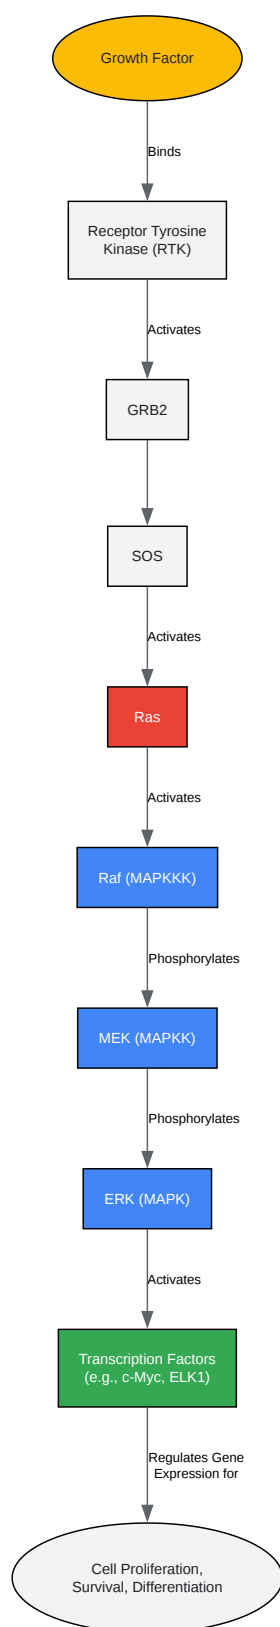 Growth Factor
Binds
Receptor Tyrosine
Kinase (RTK)
Activates
GRB2
SOS
Activates
Ras
Activates
Raf (MAPKKK)
Phosphorylates
MEK (MAPKK)
Phosphorylates
ERK (MAPK)
Activates
Transcription Factors
(e.g., c-Myc, ELK1)
Regulates Gene
Expression for
Cell Proliferation,
Survival, Differentiation